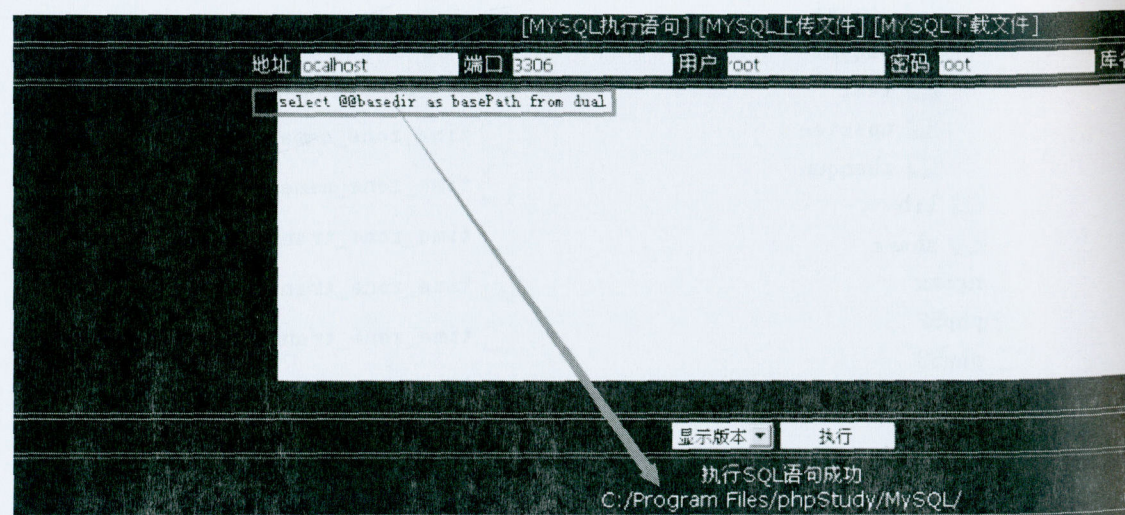 [MYSQL执行语句] [MYSQL上传文件] [MYSQL下载文件]
地址 ocalhost 端口 3306 用户 root 密码 root
select @@basedir as basePath from dual
显示版本 执行
执行SQL语句成功
C:/Program Files/phpStudy/MySQL/